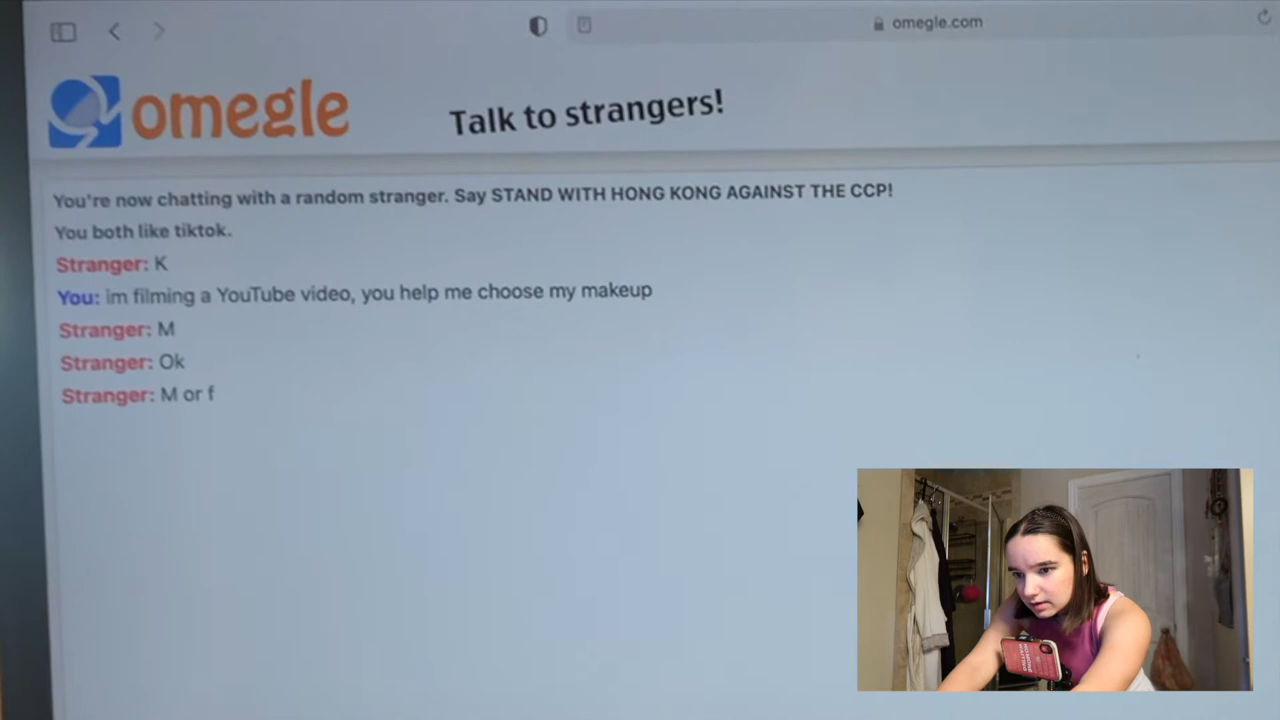 omegle.com
omegle
Talk to strangers!
You're now chatting with a random stranger. Say STAND WITH HONG KONG AGAINST THE CCP!
You both like tiktok.
Stranger: K
You: im filming a YouTube video, you help me choose my makeup
Stranger: M
Stranger: Ok
Stranger: M or f